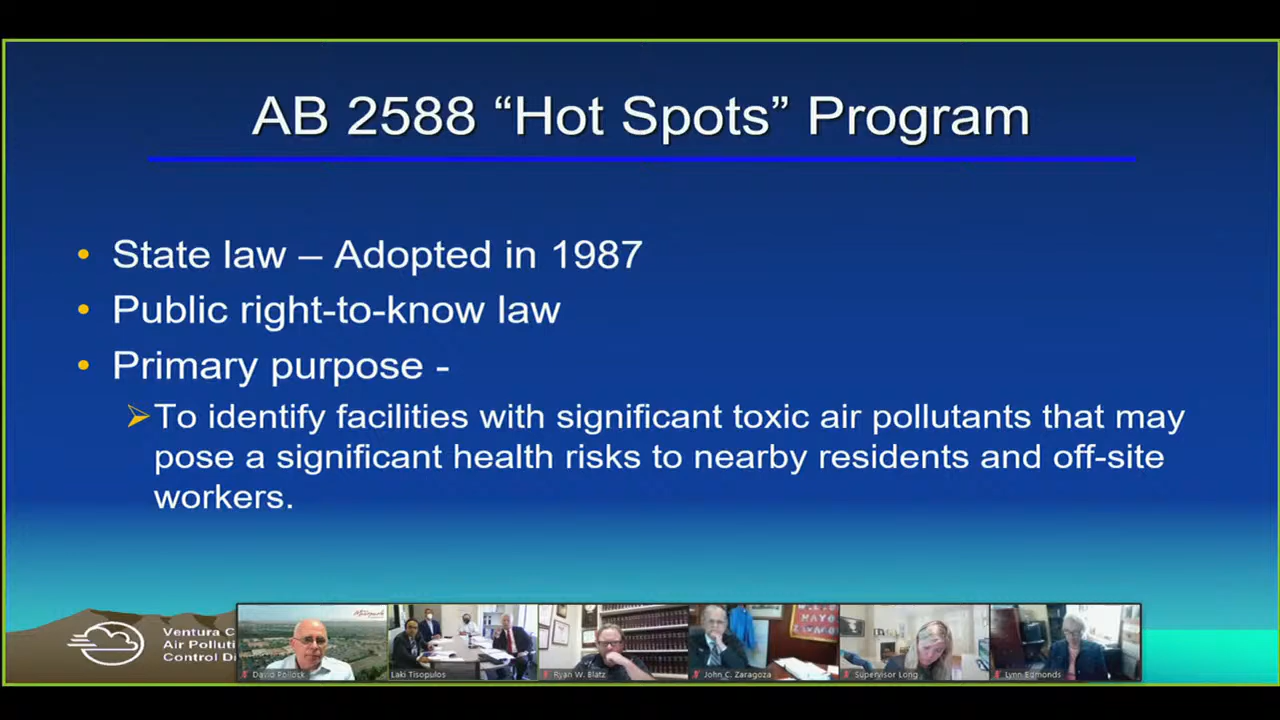 AB 2588 “Hot Spots” Program
• State law – Adopted in 1987
• Public right-to-know law
• Primary purpose -
➢To identify facilities with significant toxic air pollutants that may
pose a significant health risks to nearby residents and off-site
workers.
Ventura C
Air Polluti
Control Di
David Pollock
Laki Tisopulos
Ryan W. Blatz
John C. Zaragoza
Supervisor Long
Lynn Edmonds